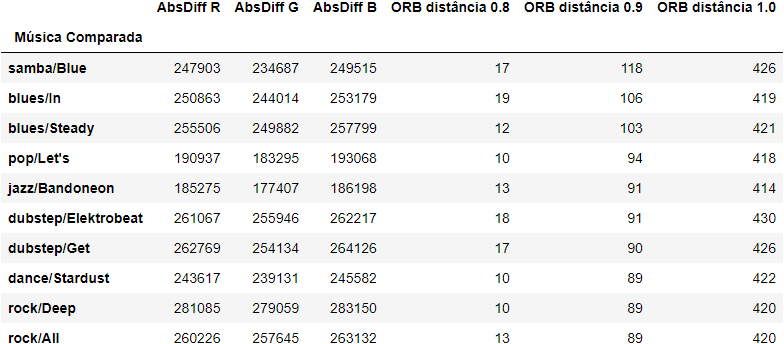 AbsDiff R AbsDiff G AbsDiff B ORB distância 0.8 ORB distância 0.9 ORB distância 1.0
Música Comparada
samba/Blue 247903 234687 249515 17 118 426
blues/In 250863 244014 253179 19 106 419
blues/Steady 255506 249882 257799 12 103 421
pop/Let's 190937 183295 193068 10 94 418
jazz/Bandoneon 185275 177407 186198 13 91 414
dubstep/Elektrobeat 261067 255946 262217 18 91 430
dubstep/Get 262769 254134 264126 17 90 426
dance/Stardust 243617 239131 245582 10 89 422
rock/Deep 281085 279059 283150 10 89 420
rock/All 260226 257645 263132 13 89 420